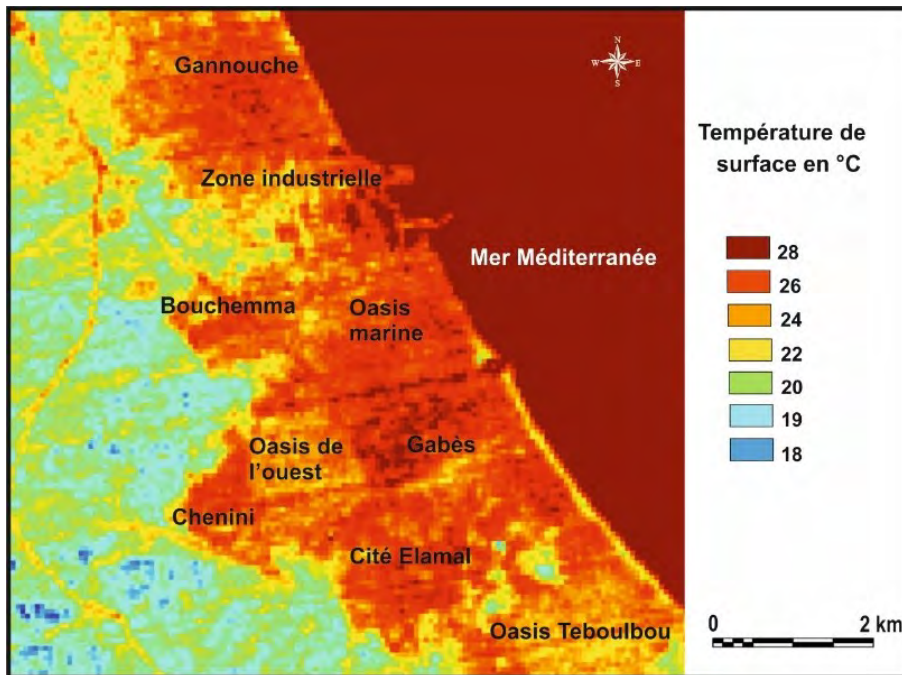 Gannouche
N
W E
S
Zone industrielle
Mer Méditerranée
Bouchemma
Oasis
marine
Oasis de
l'ouest
Gabès
Chenini
Cité Elamal
Oasis Teboulbou
Température de
surface en °C
28
26
24
22
20
19
18
0 2 km